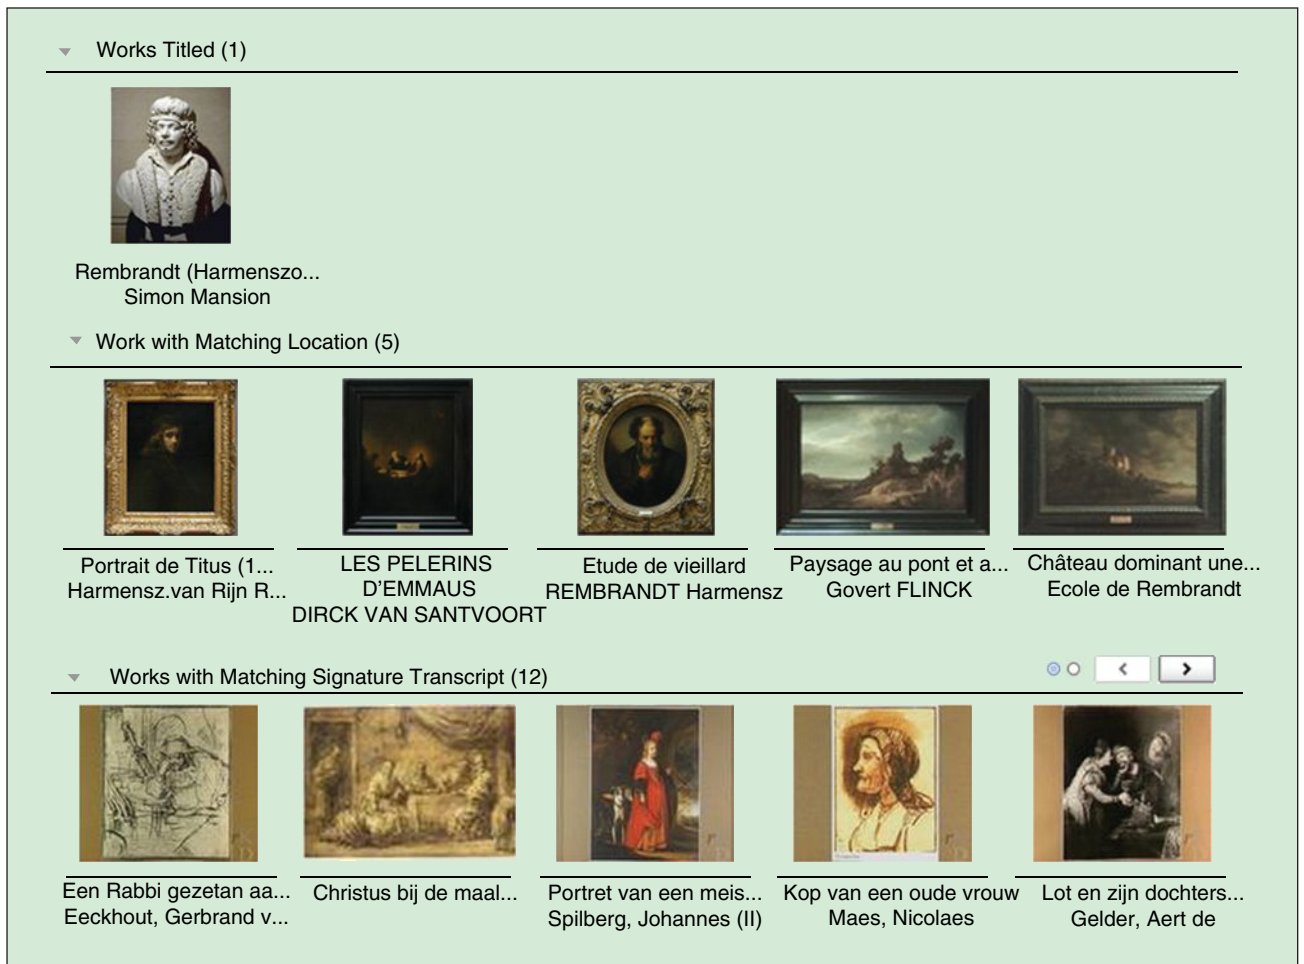 Works Titled (1)
Rembrandt (Harmenszo...
Simon Mansion
Work with Matching Location (5)
Portrait de Titus (1...
Harmensz.van Rijn R...
LES PELERINS
D'EMMAUS
DIRCK VAN SANTVOORT
Etude de vieillard
REMBRANDT Harmensz
Paysage au pont et a...
Govert FLINCK
Château dominant une...
Ecole de Rembrandt
Works with Matching Signature Transcript (12)
Een Rabbi gezetan aa...
Eeckhout, Gerbrand v...
Christus bij de maal...
Portret van een meis...
Spilberg, Johannes (II)
Kop van een oude vrouw
Maes, Nicolaes
Lot en zijn dochters...
Gelder, Aert de